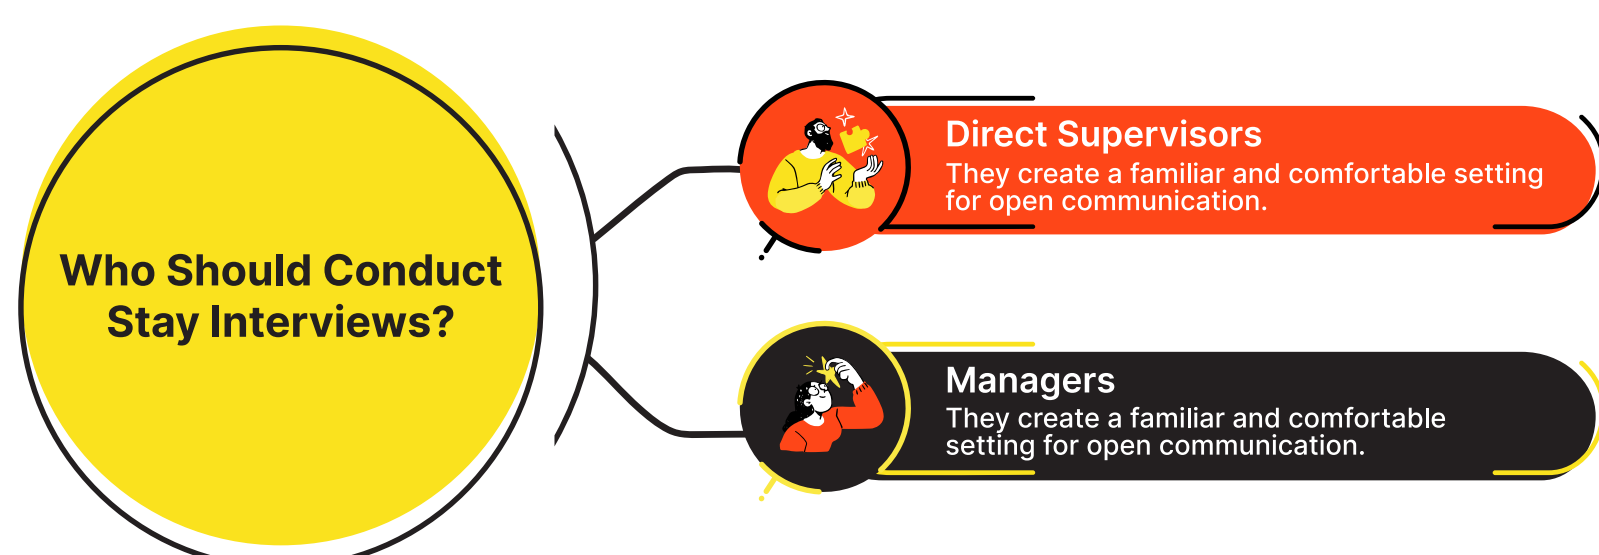 Who Should Conduct
Stay Interviews?
Direct Supervisors
They create a familiar and comfortable setting
for open communication.
Managers
They create a familiar and comfortable
setting for open communication.